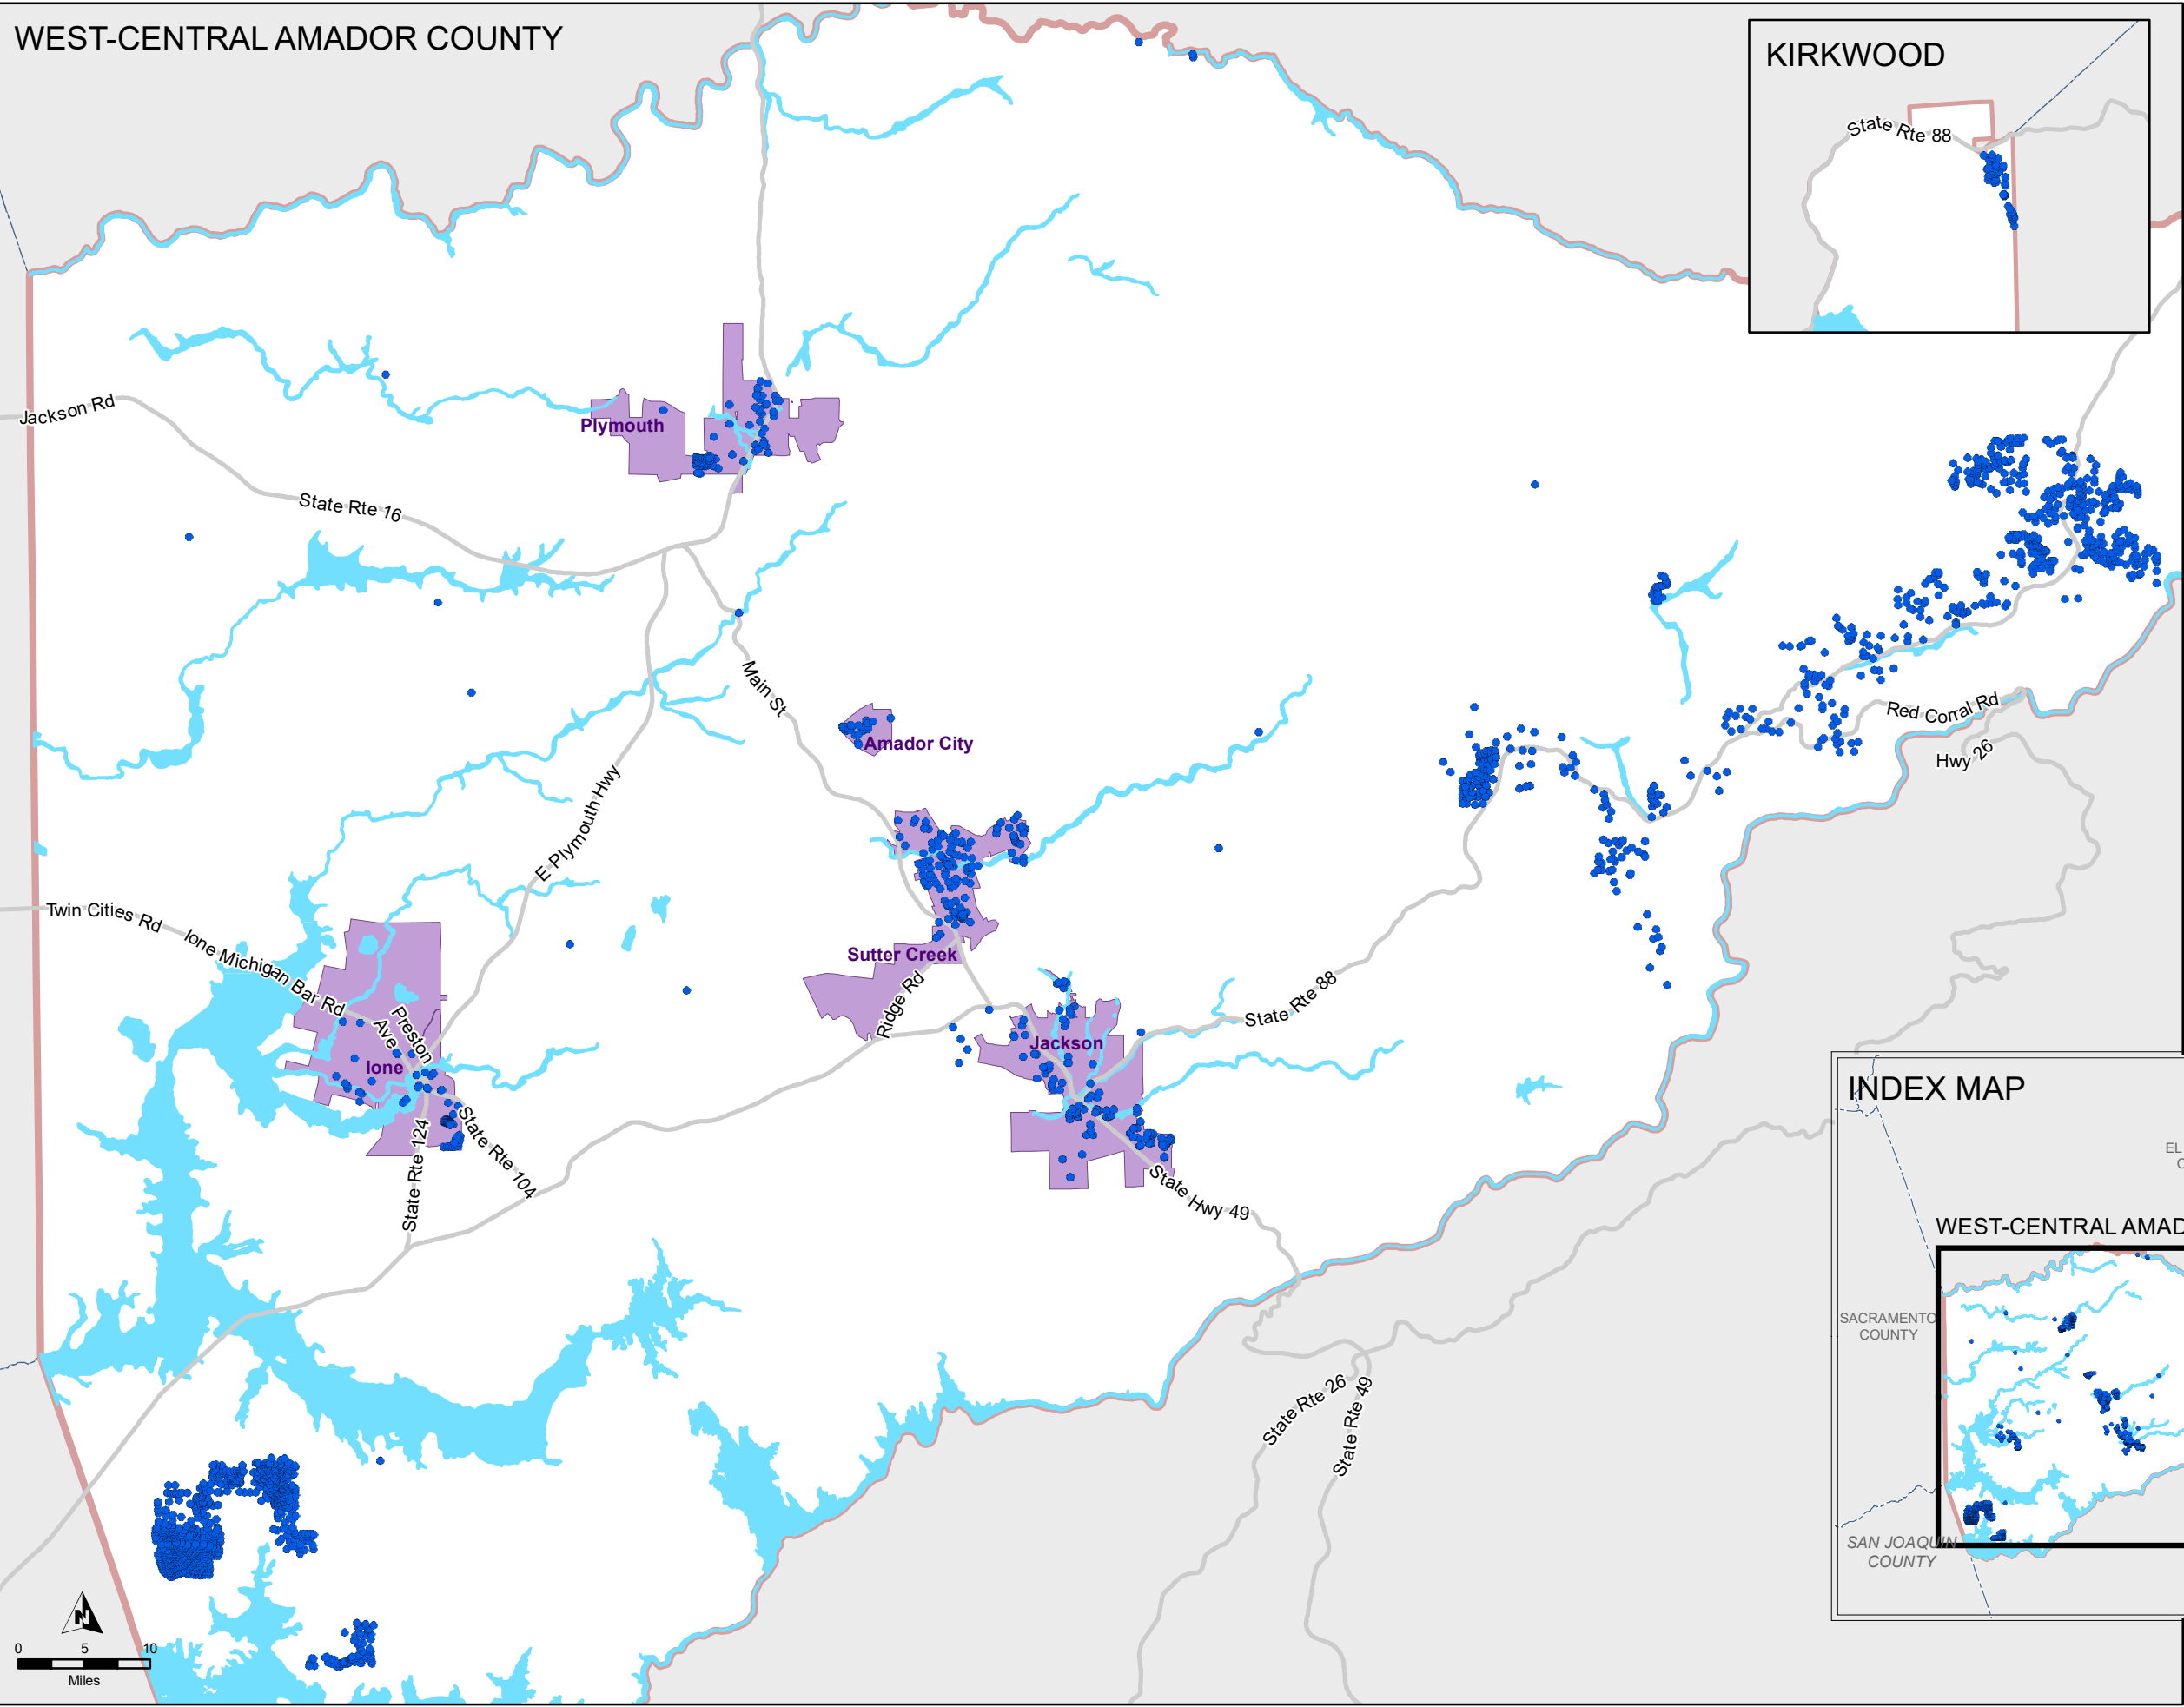 WEST-CENTRAL AMADOR COUNTY
KIRKWOOD
State Rte 88
Jackson Rd
Plymouth
State Rte 16
Main St
Amador City
Red Corral Rd
Hwy 26
E Plymouth Hwy
Twin Cities Rd
Ione Michigan Bar Rd
Sutter Creek
Ridge Rd
State Rte 88
Preston
Ave
Jackson
Ione
State Rte 124
State Rte 104
State Hwy 49
INDEX MAP
EL
C
WEST-CENTRAL AMAD
SACRAMENTO
COUNTY
State Rte 26
State Rte 49
SAN JOAQUIN
COUNTY
N
0 5 10
Miles